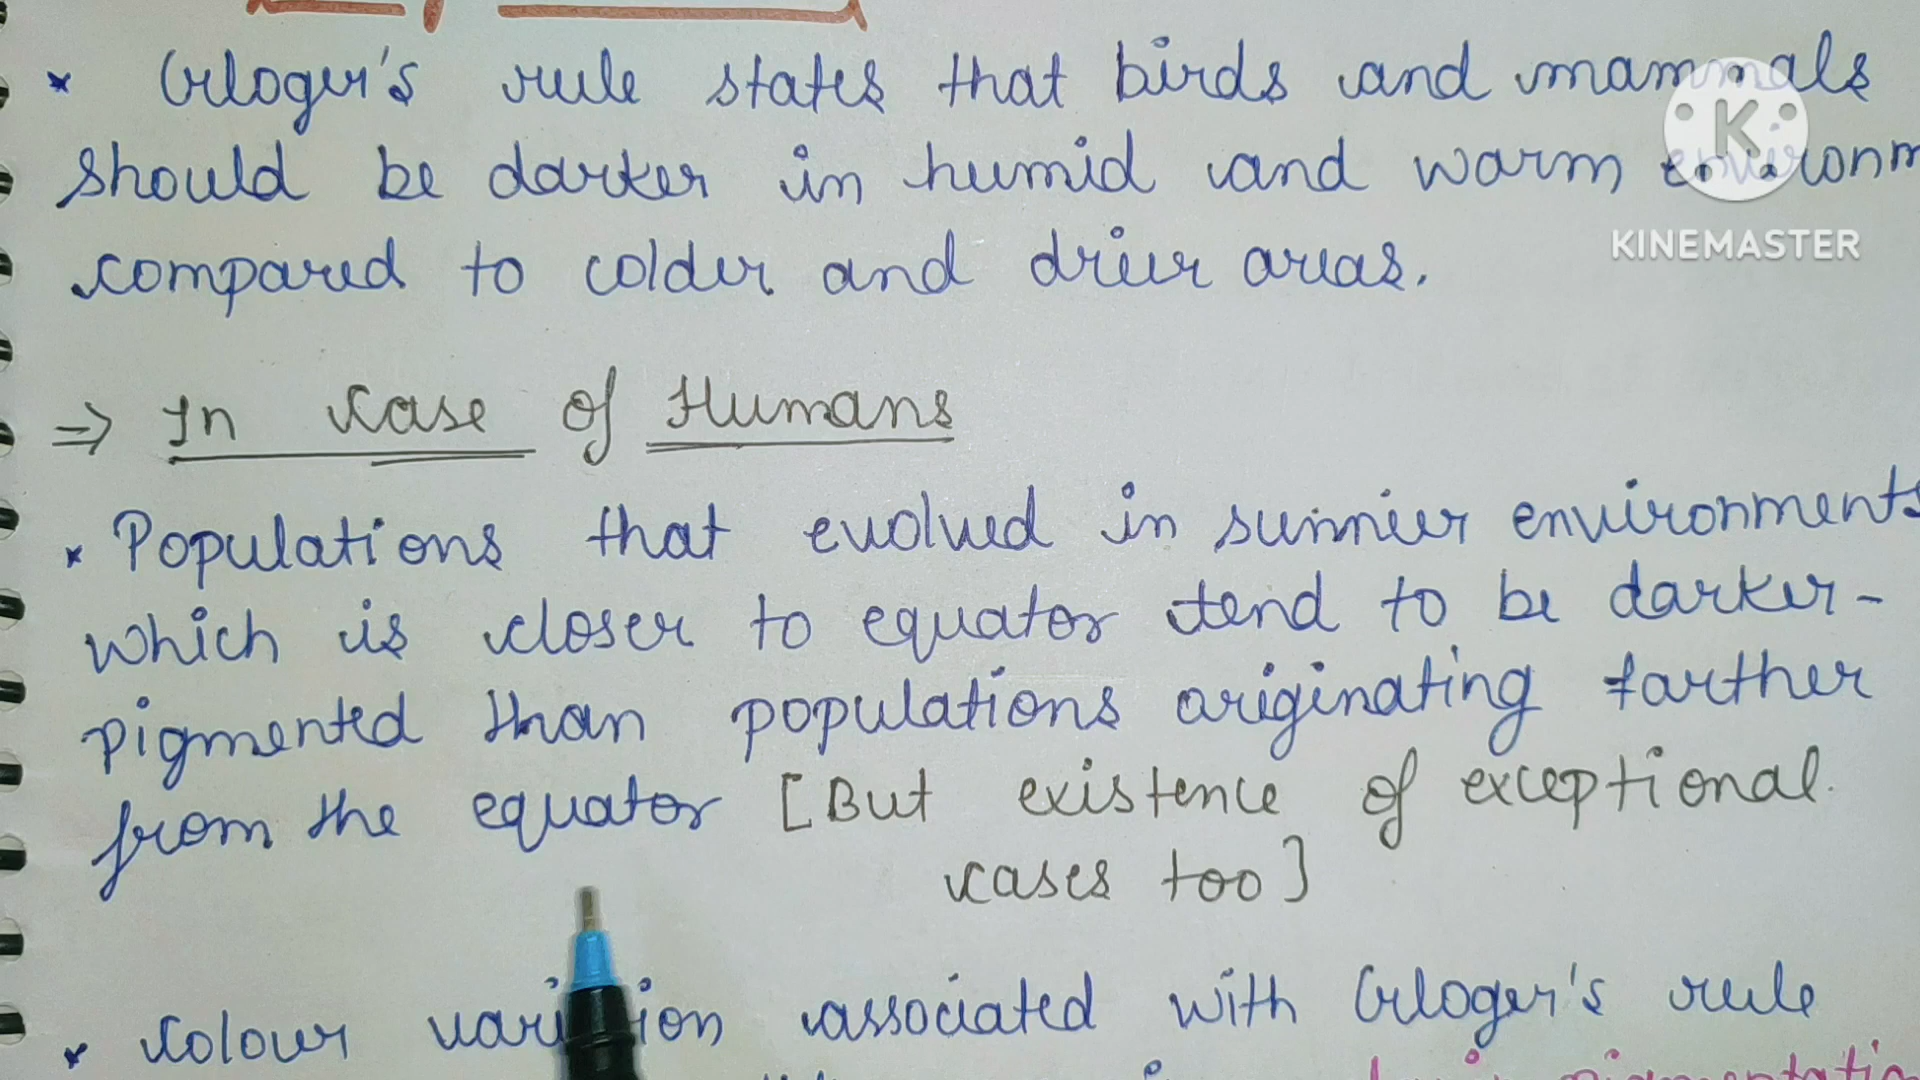 * Gloger's rule states that birds and mammals
should be darker in humid and warm environm
compared to colder and drier areas.
K
KINEMASTER
⇒ In Case of Humans
* Populations that evolved in sunnier environments
which is closer to equator tend to be darker-
pigmented than populations originating farther
from the equator [But existence of exceptional
cases too]
* Colour variation associated with Gloger's rule